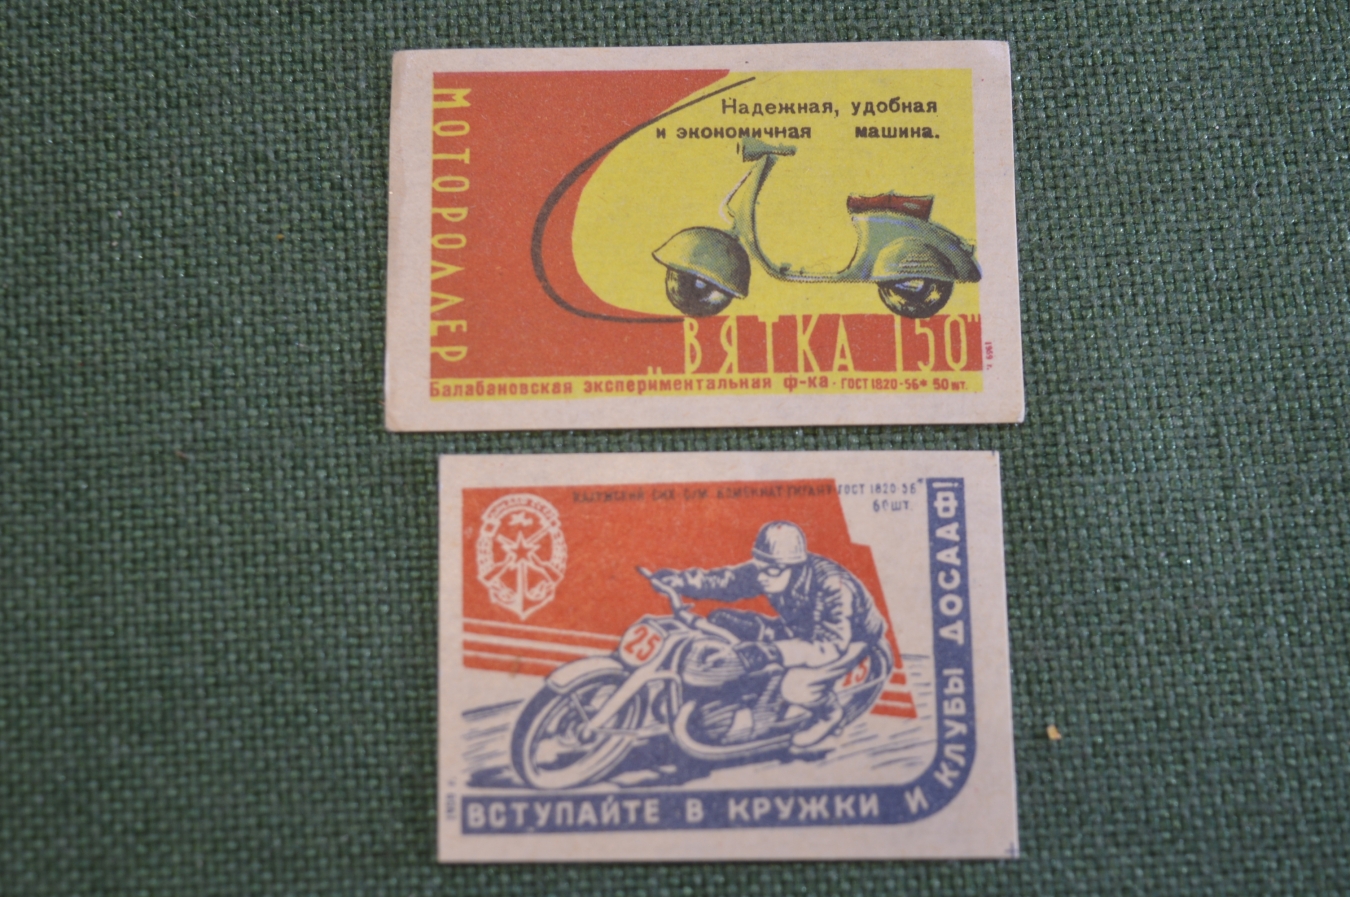 МОТОРОЛЛЕР
Надежная, удобная
и экономичная машина.
„ВЯТКА 150"
Балабановская экспериментальная ф-ка · ГОСТ 1820-56* 50 шт.
ГОСТ 1820-56*
60 шт.
25
ВСТУПАЙТЕ В КРУЖКИ И КЛУБЫ ДОСААФ!